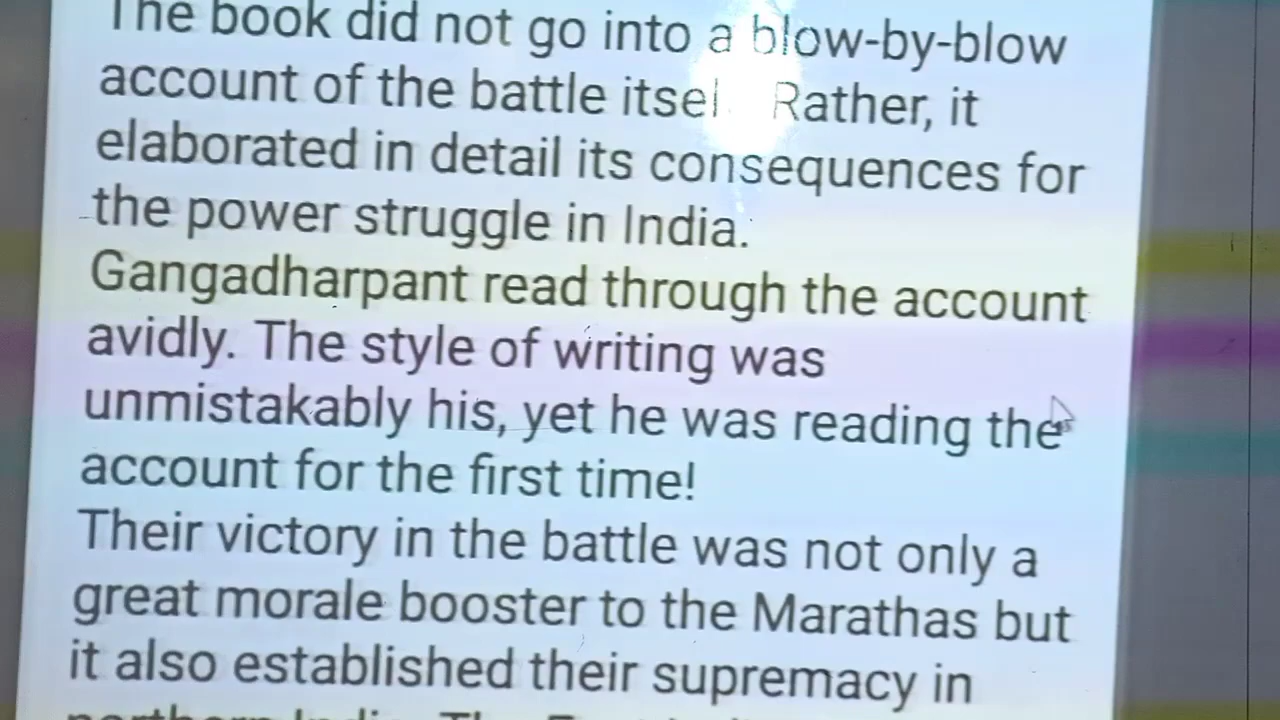 The book did not go into a blow-by-blow
account of the battle Rather, it
elaborated in detail its consequences for
the power struggle in India.
Gangadharpant read through the account
avidly. The style of writing was
unmistakably his, yet he was reading the
account for the first time!
Their victory in the battle was not only a
great morale booster to the Marathas but
it also established their supremacy in